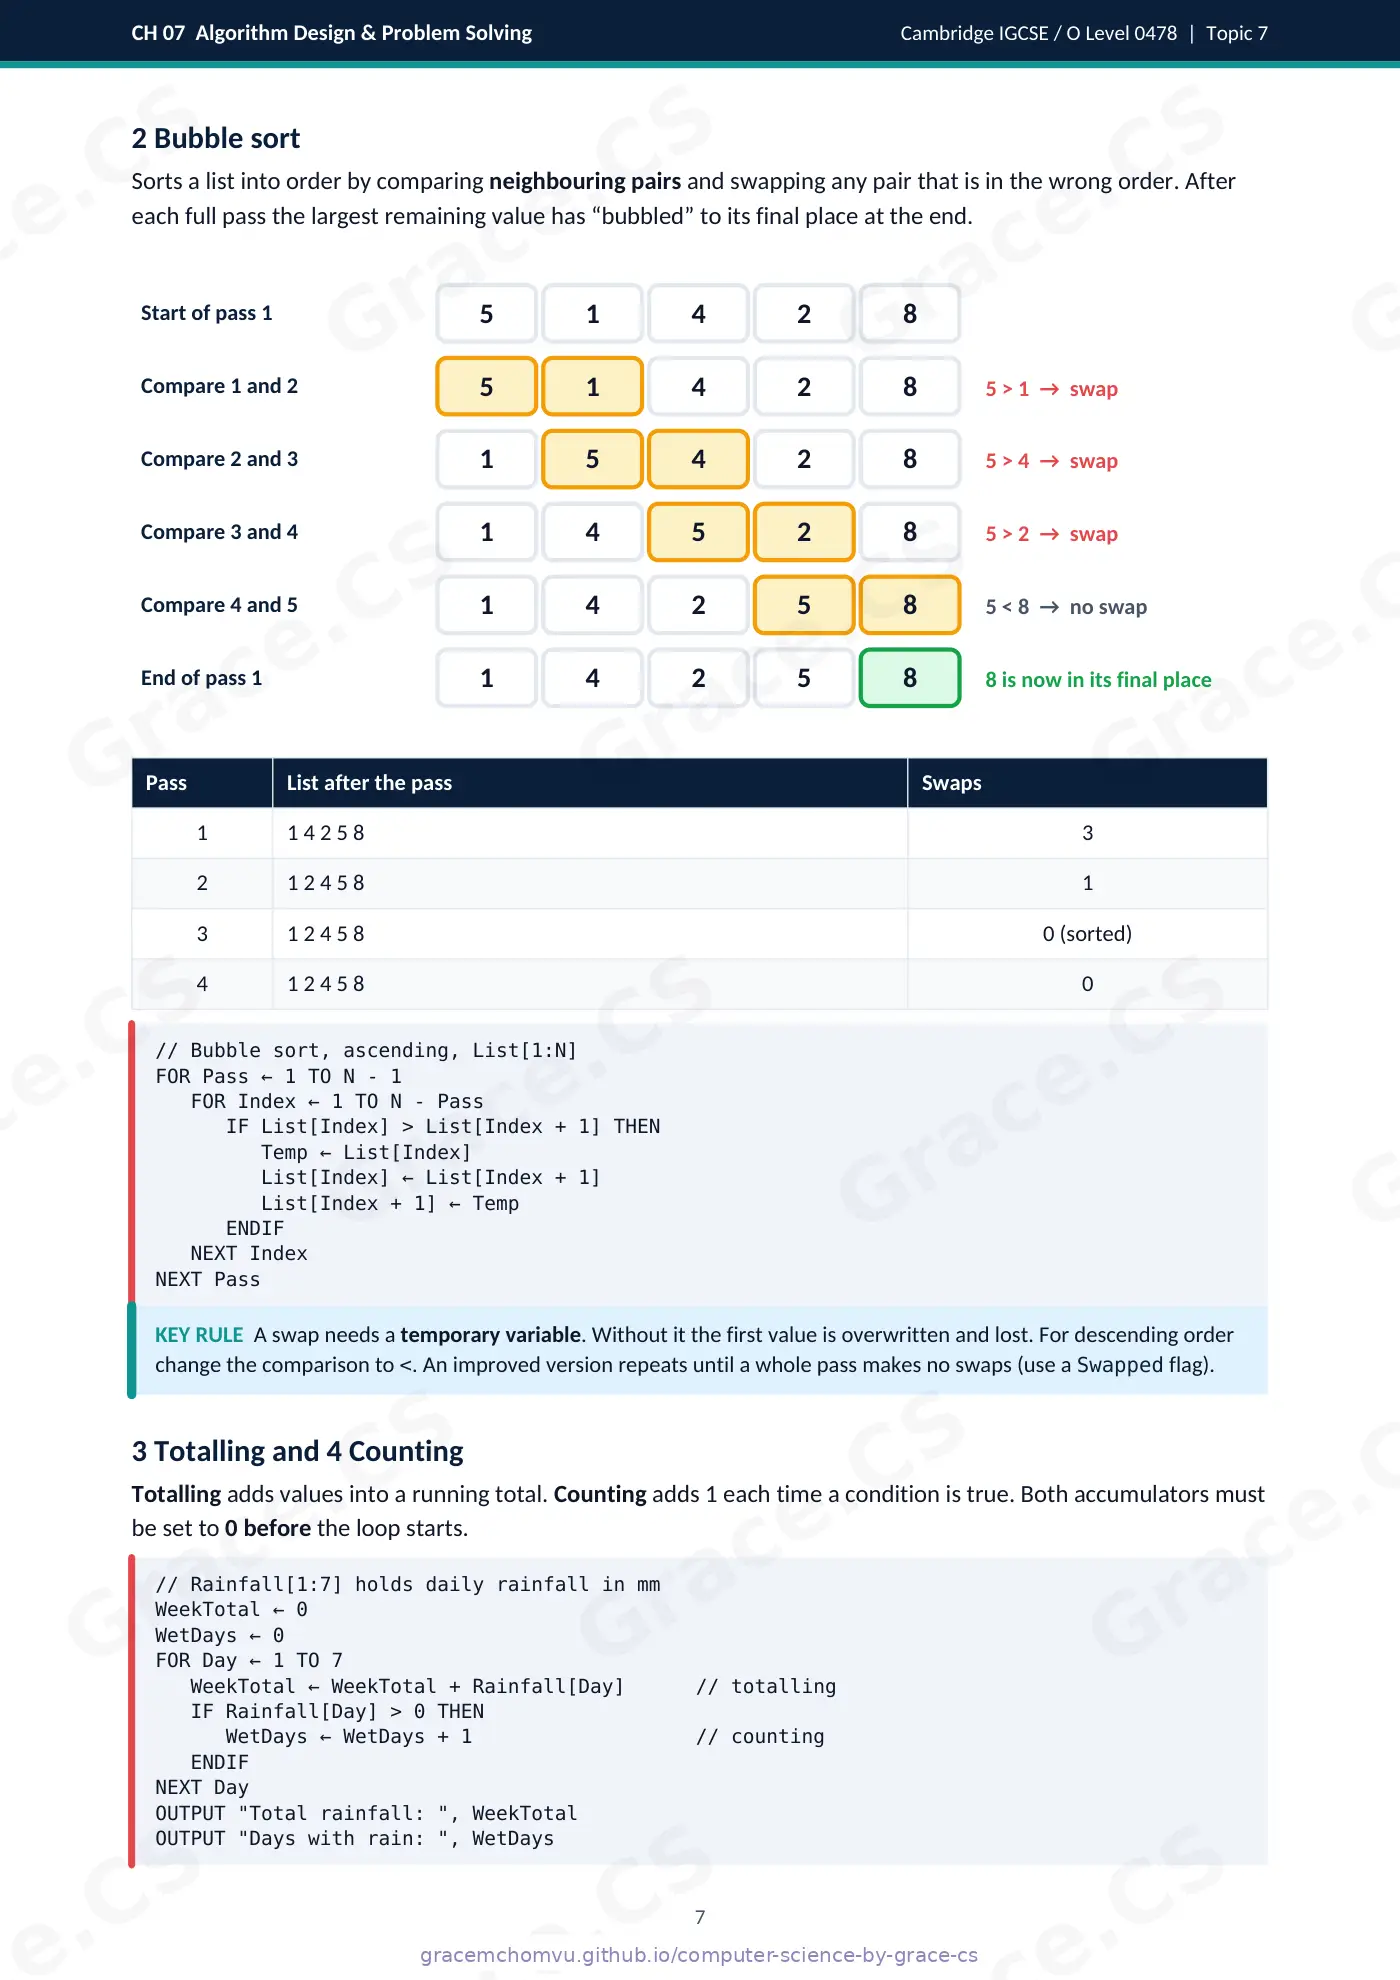 CH 07 Algorithm Design & Problem Solving
Cambridge IGCSE / O Level 0478 | Topic 7
2 Bubble sort
Sorts a list into order by comparing neighbouring pairs and swapping any pair that is in the wrong order. After
each full pass the largest remaining value has “bubbled” to its final place at the end.
Start of pass 1 5 1 4 2 8
Compare 1 and 2 5 1 4 2 8 5 > 1 → swap
Compare 2 and 3 1 5 4 2 8 5 > 4 → swap
Compare 3 and 4 1 4 5 2 8 5 > 2 → swap
Compare 4 and 5 1 4 2 5 8 5 < 8 → no swap
End of pass 1 1 4 2 5 8 8 is now in its final place
Pass List after the pass Swaps
1 1 4 2 5 8 3
2 1 2 4 5 8 1
3 1 2 4 5 8 0 (sorted)
4 1 2 4 5 8 0
// Bubble sort, ascending, List[1:N]
FOR Pass ← 1 TO N - 1
   FOR Index ← 1 TO N - Pass
      IF List[Index] > List[Index + 1] THEN
         Temp ← List[Index]
         List[Index] ← List[Index + 1]
         List[Index + 1] ← Temp
      ENDIF
   NEXT Index
NEXT Pass
KEY RULE A swap needs a temporary variable. Without it the first value is overwritten and lost. For descending order
change the comparison to <. An improved version repeats until a whole pass makes no swaps (use a Swapped flag).
3 Totalling and 4 Counting
Totalling adds values into a running total. Counting adds 1 each time a condition is true. Both accumulators must
be set to 0 before the loop starts.
// Rainfall[1:7] holds daily rainfall in mm
WeekTotal ← 0
WetDays ← 0
FOR Day ← 1 TO 7
   WeekTotal ← WeekTotal + Rainfall[Day]      // totalling
   IF Rainfall[Day] > 0 THEN
      WetDays ← WetDays + 1                   // counting
   ENDIF
NEXT Day
OUTPUT "Total rainfall: ", WeekTotal
OUTPUT "Days with rain: ", WetDays
7
gracemchomvu.github.io/computer-science-by-grace-cs
Grace.CS